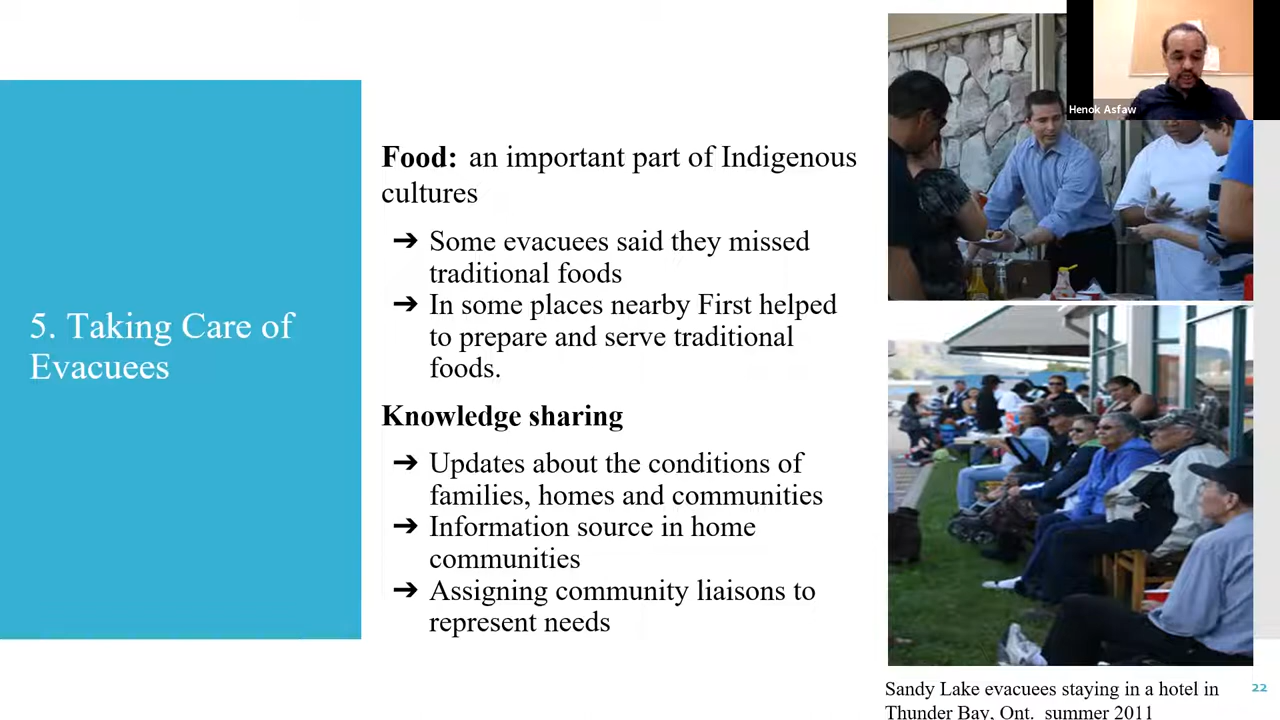 5. Taking Care of
Evacuees
Food: an important part of Indigenous
cultures
➔ Some evacuees said they missed
traditional foods
➔ In some places nearby First helped
to prepare and serve traditional
foods.
Knowledge sharing
➔ Updates about the conditions of
families, homes and communities
➔ Information source in home
communities
➔ Assigning community liaisons to
represent needs
Henok Asfaw
Sandy Lake evacuees staying in a hotel in
Thunder Bay, Ont. summer 2011
22